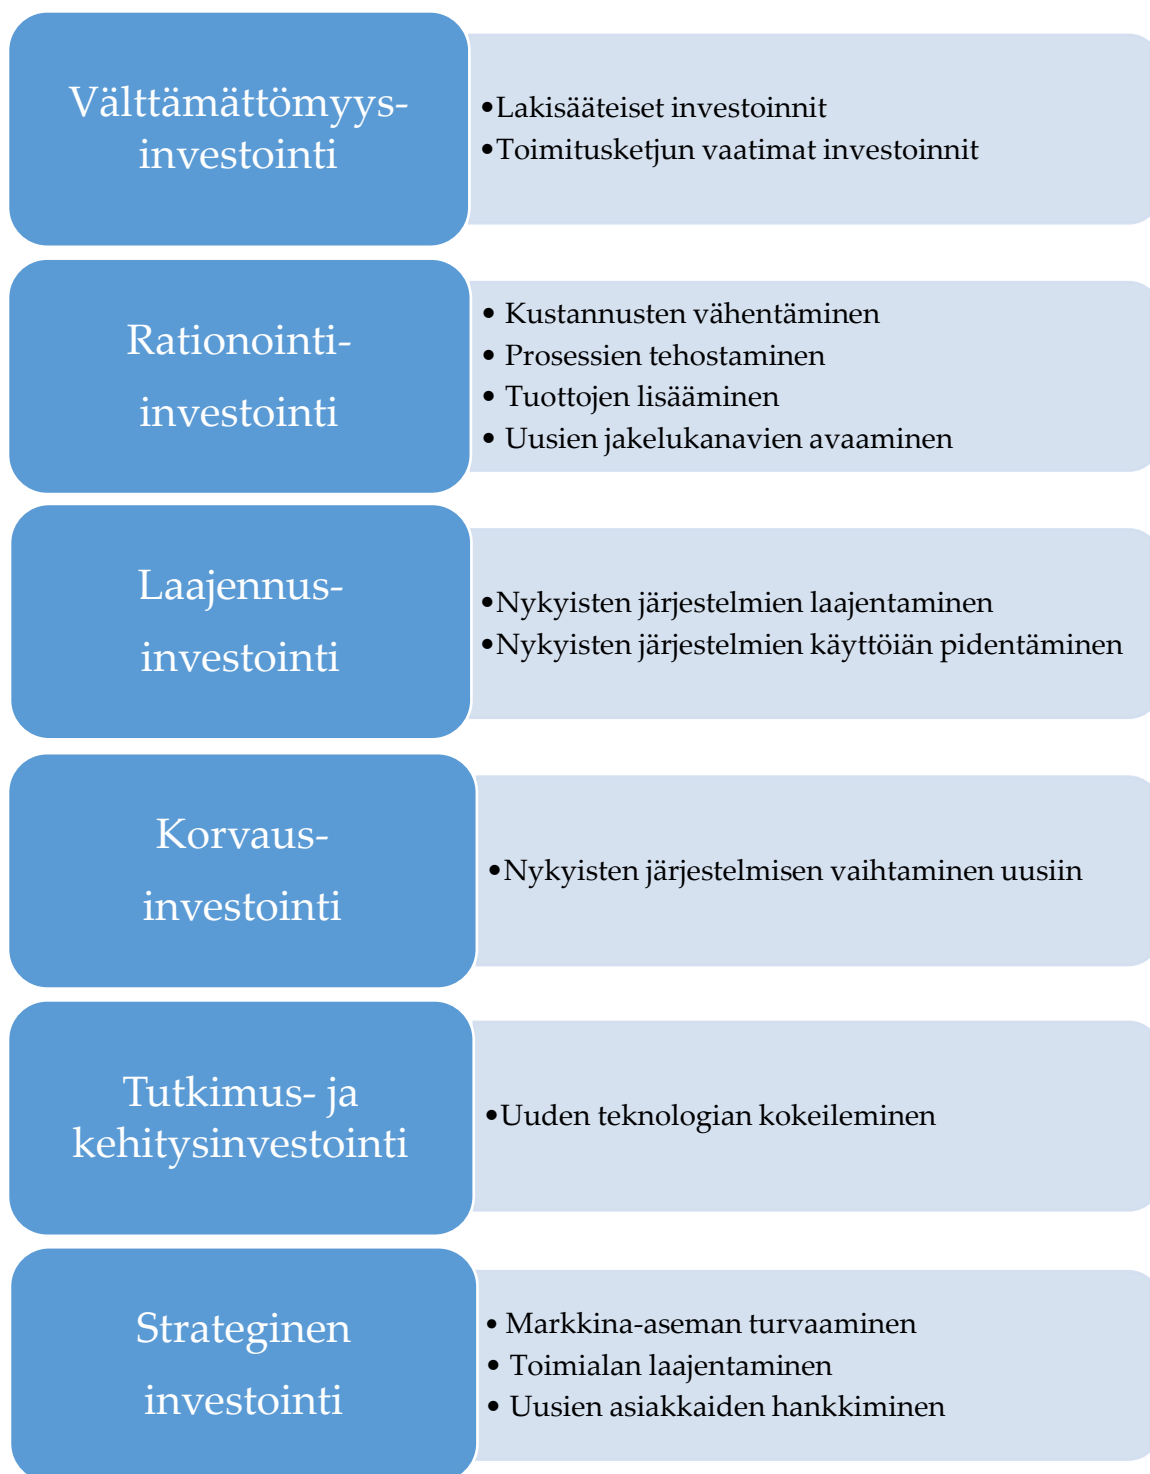 Välttämättömyys-
investointi
•Lakisääteiset investoinnit
•Toimitusketjun vaatimat investoinnit
Rationointi-
investointi
• Kustannusten vähentäminen
• Prosessien tehostaminen
• Tuottojen lisääminen
• Uusien jakelukanavien avaaminen
Laajennus-
investointi
•Nykyisten järjestelmien laajentaminen
•Nykyisten järjestelmien käyttöiän pidentäminen
Korvaus-
investointi
•Nykyisten järjestelmisen vaihtaminen uusiin
Tutkimus- ja
kehitysinvestointi
•Uuden teknologian kokeileminen
Strateginen
investointi
• Markkina-aseman turvaaminen
• Toimialan laajentaminen
• Uusien asiakkaiden hankkiminen